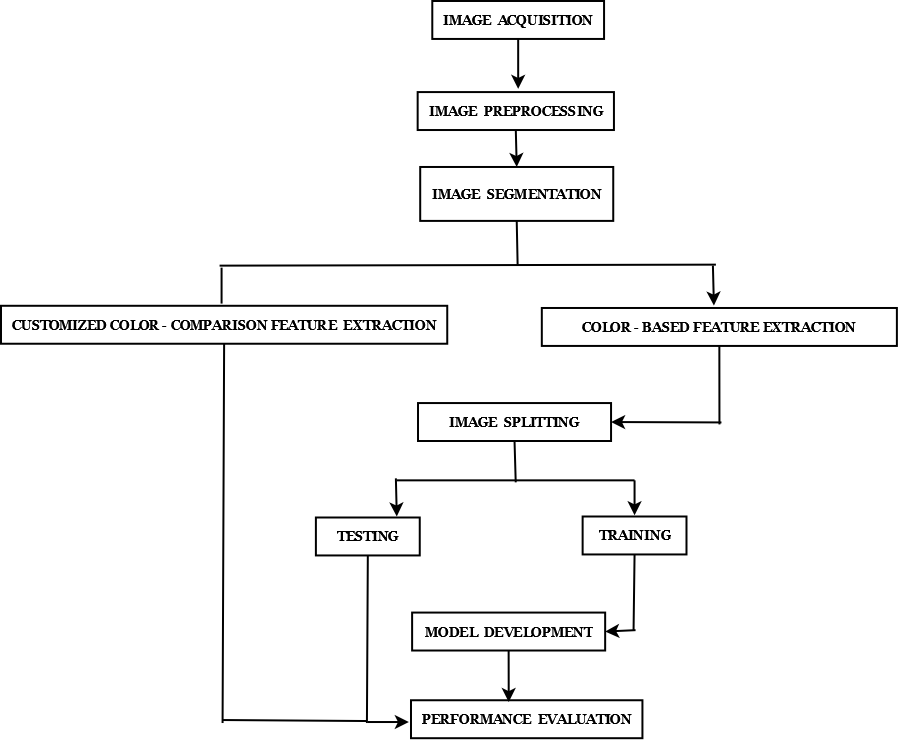 IMAGE ACQUISITION
IMAGE PREPROCESSING
IMAGE SEGMENTATION
CUSTOMIZED COLOR - COMPARISON FEATURE EXTRACTION
COLOR - BASED FEATURE EXTRACTION
IMAGE SPLITTING
TESTING
TRAINING
MODEL DEVELOPMENT
PERFORMANCE EVALUATION